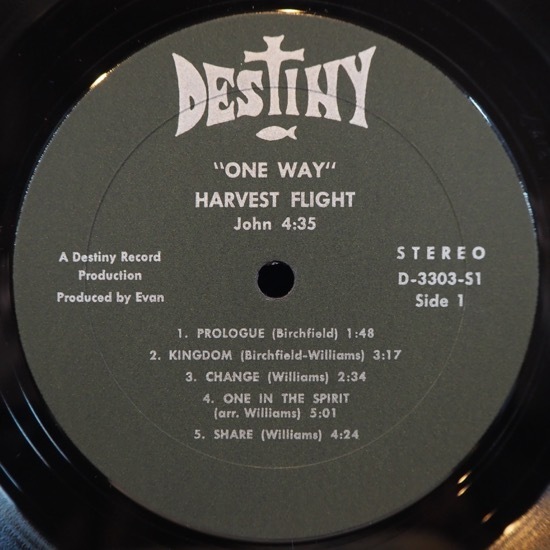 DESTINY
"ONE WAY"
HARVEST FLIGHT
John 4:35
A Destiny Record
Production
Produced by Evan
STEREO
D-3303-S1
Side 1
1. PROLOGUE (Birchfield) 1:48
2. KINGDOM (Birchfield-Williams) 3:17
3. CHANGE (Williams) 2:34
4. ONE IN THE SPIRIT
(arr. Williams) 5:01
5. SHARE (Williams) 4:24